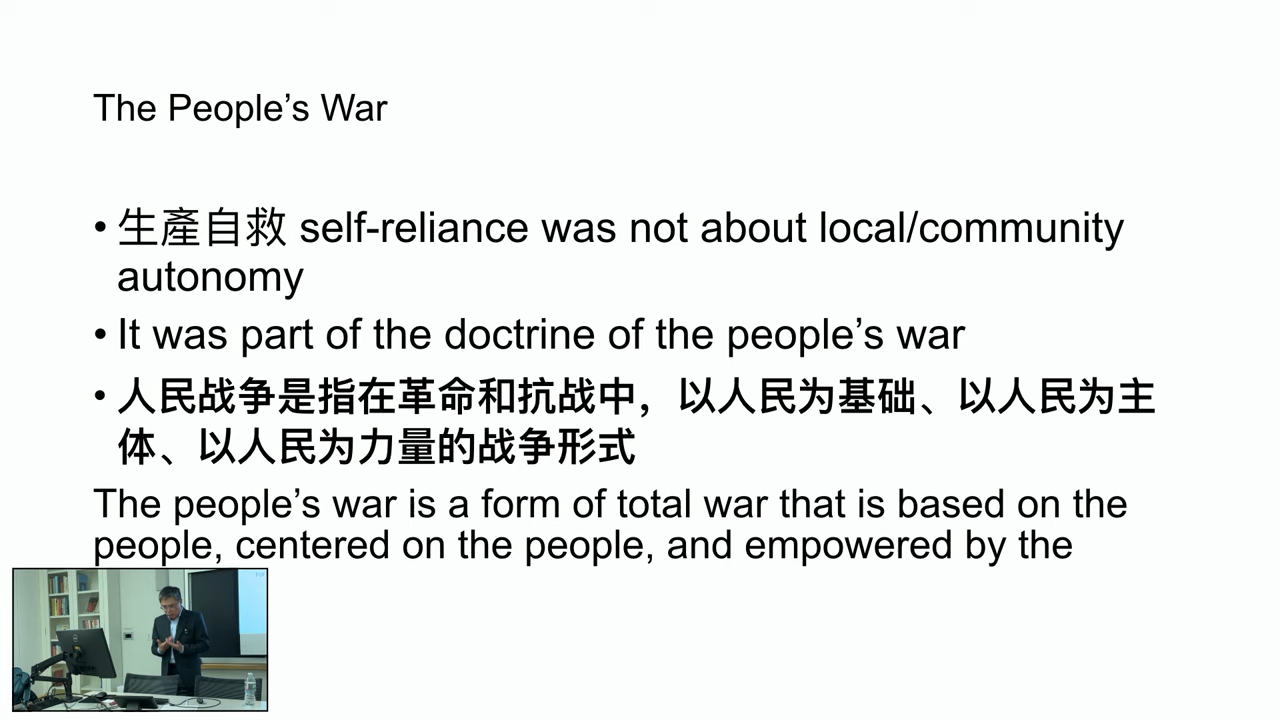 The People’s War
• 生產自救 self-reliance was not about local/community
autonomy
• It was part of the doctrine of the people’s war
• 人民战争是指在革命和抗战中，以人民为基础、以人民为主
体、以人民为力量的战争形式
The people’s war is a form of total war that is based on the
people, centered on the people, and empowered by the